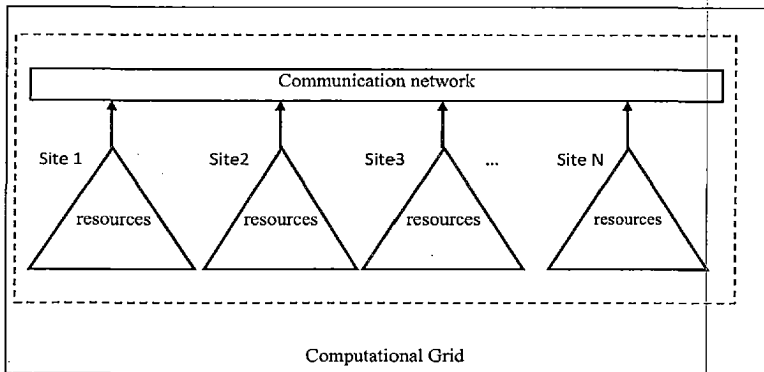 Communication network
Site 1
Site2
Site3
...
Site N
resources
resources
resources
resources
Computational Grid